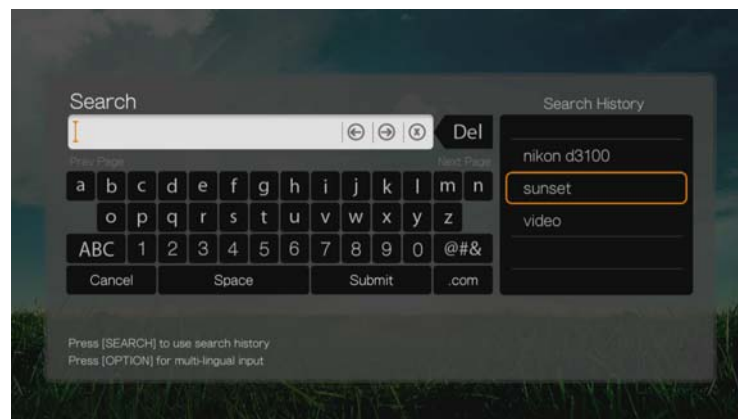 Search
Search History
Del
Prev Page
Next Page
nikon d3100
sunset
video
a b c d e f g h i j k l m n
o p q r s t u v w x y z
ABC 1 2 3 4 5 6 7 8 9 0 @#&
Cancel Space Submit .com
Press [SEARCH] to use search history
Press [OPTION] for multi-lingual input